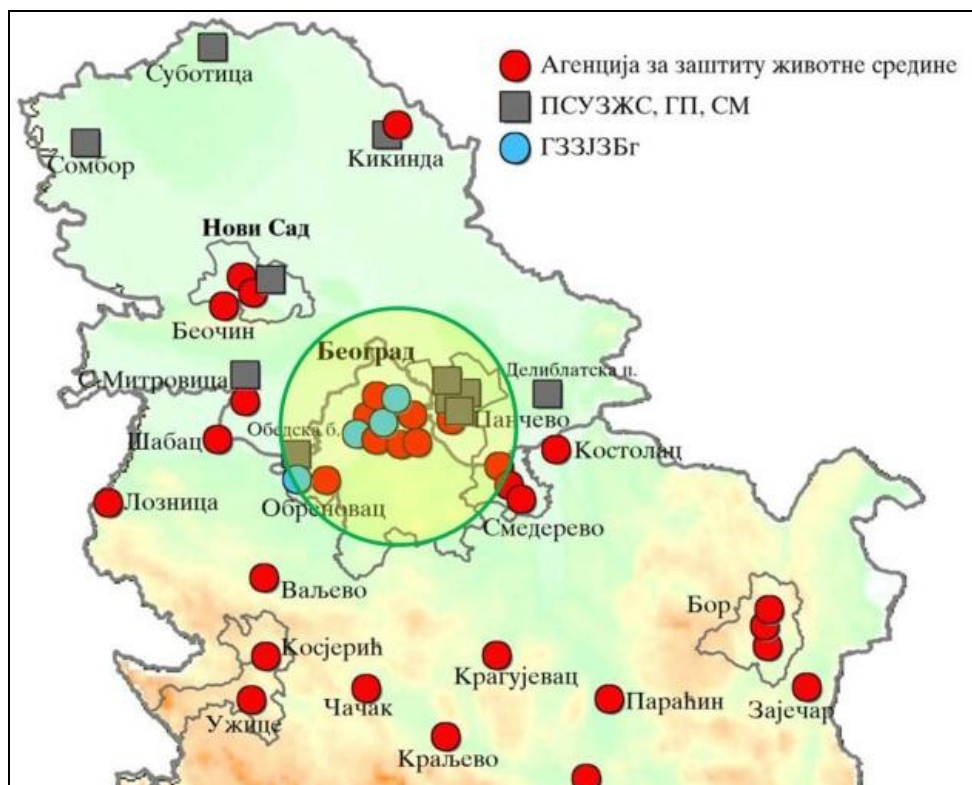 Суботица
Агенција за заштиту животне средине
ПСУЗЖС, ГП, СМ
ГЗЗЈЗБг
Сомбор
Кикинда
Нови Сад
Беочин
Београд
С.Митровица
Делиблатска п.
Панчево
Шабац
Обедска б.
Костолац
Лозница
Обреновац
Смедерево
Ваљево
Бор
Косјерић
Крагујевац
Ужице
Чачак
Параћин
Зајечар
Краљево